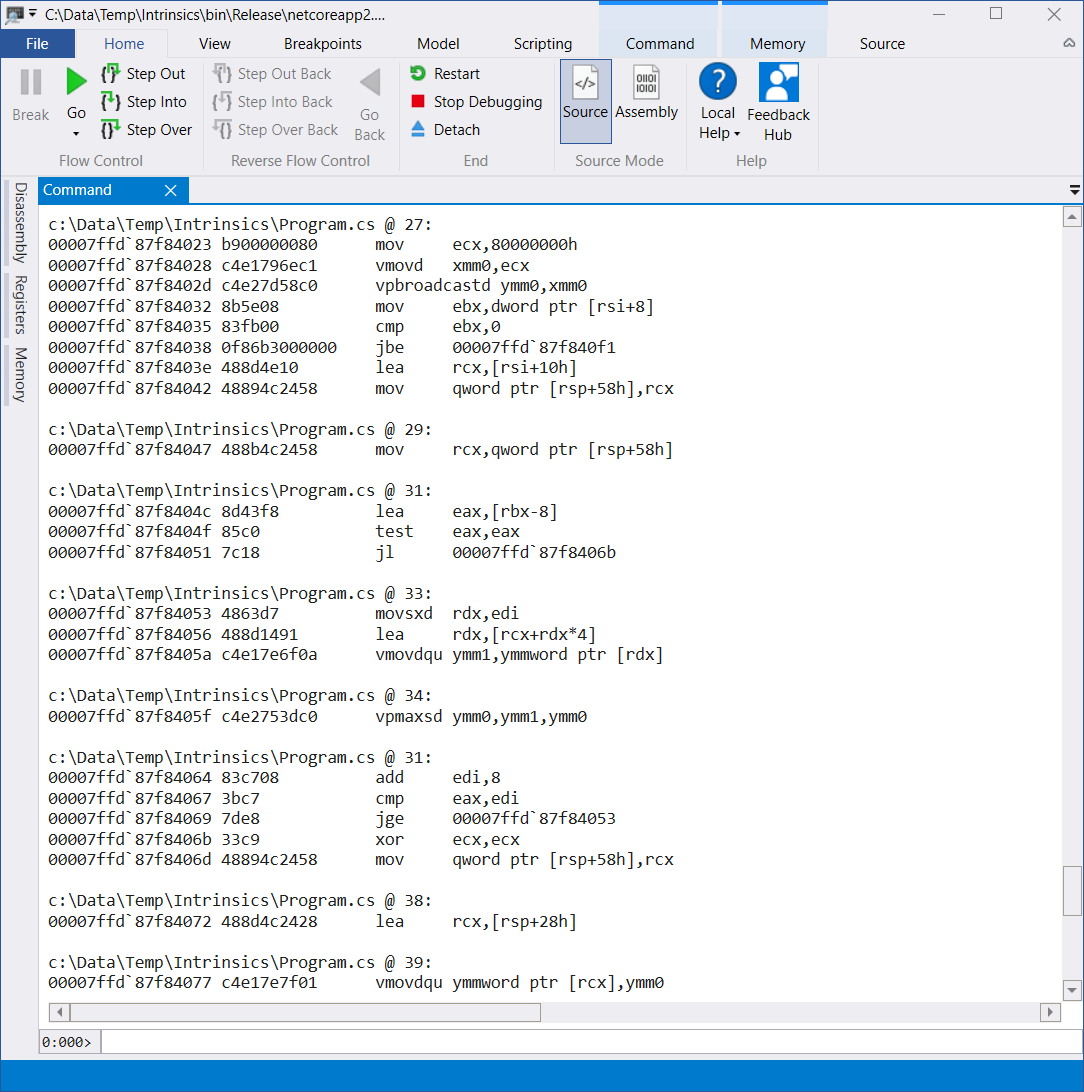 C:\Data\Temp\Intrinsics\bin\Release\netcoreapp2....
File Home View Breakpoints Model Scripting Command Memory Source
Break
Go
Step Out
Step Into
Step Over
Flow Control
Step Out Back
Step Into Back
Step Over Back
Go Back
Reverse Flow Control
Restart
Stop Debugging
Detach
End
Source
Assembly
Source Mode
Local Help
Feedback Hub
Help
Disassembly
Registers
Memory
Command
c:\Data\Temp\Intrinsics\Program.cs @ 27:
00007ffd`87f84023 b900000080      mov     ecx,80000000h
00007ffd`87f84028 c4e1796ec1      vmovd   xmm0,ecx
00007ffd`87f8402d c4e27d58c0      vpbroadcastd ymm0,xmm0
00007ffd`87f84032 8b5e08          mov     ebx,dword ptr [rsi+8]
00007ffd`87f84035 83fb00          cmp     ebx,0
00007ffd`87f84038 0f86b3000000    jbe     00007ffd`87f840f1
00007ffd`87f8403e 488d4e10        lea     rcx,[rsi+10h]
00007ffd`87f84042 48894c2458      mov     qword ptr [rsp+58h],rcx
c:\Data\Temp\Intrinsics\Program.cs @ 29:
00007ffd`87f84047 488b4c2458      mov     rcx,qword ptr [rsp+58h]
c:\Data\Temp\Intrinsics\Program.cs @ 31:
00007ffd`87f8404c 8d43f8          lea     eax,[rbx-8]
00007ffd`87f8404f 85c0            test    eax,eax
00007ffd`87f84051 7c18            jl      00007ffd`87f8406b
c:\Data\Temp\Intrinsics\Program.cs @ 33:
00007ffd`87f84053 4863d7          movsxd  rdx,edi
00007ffd`87f84056 488d1491        lea     rdx,[rcx+rdx*4]
00007ffd`87f8405a c4e17e6f0a      vmovdqu ymm1,ymmword ptr [rdx]
c:\Data\Temp\Intrinsics\Program.cs @ 34:
00007ffd`87f8405f c4e2753dc0      vpmaxsd ymm0,ymm1,ymm0
c:\Data\Temp\Intrinsics\Program.cs @ 31:
00007ffd`87f84064 83c708          add     edi,8
00007ffd`87f84067 3bc7            cmp     eax,edi
00007ffd`87f84069 7de8            jge     00007ffd`87f84053
00007ffd`87f8406b 33c9            xor     ecx,ecx
00007ffd`87f8406d 48894c2458      mov     qword ptr [rsp+58h],rcx
c:\Data\Temp\Intrinsics\Program.cs @ 38:
00007ffd`87f84072 488d4c2428      lea     rcx,[rsp+28h]
c:\Data\Temp\Intrinsics\Program.cs @ 39:
00007ffd`87f84077 c4e17e7f01      vmovdqu ymmword ptr [rcx],ymm0
0:000>